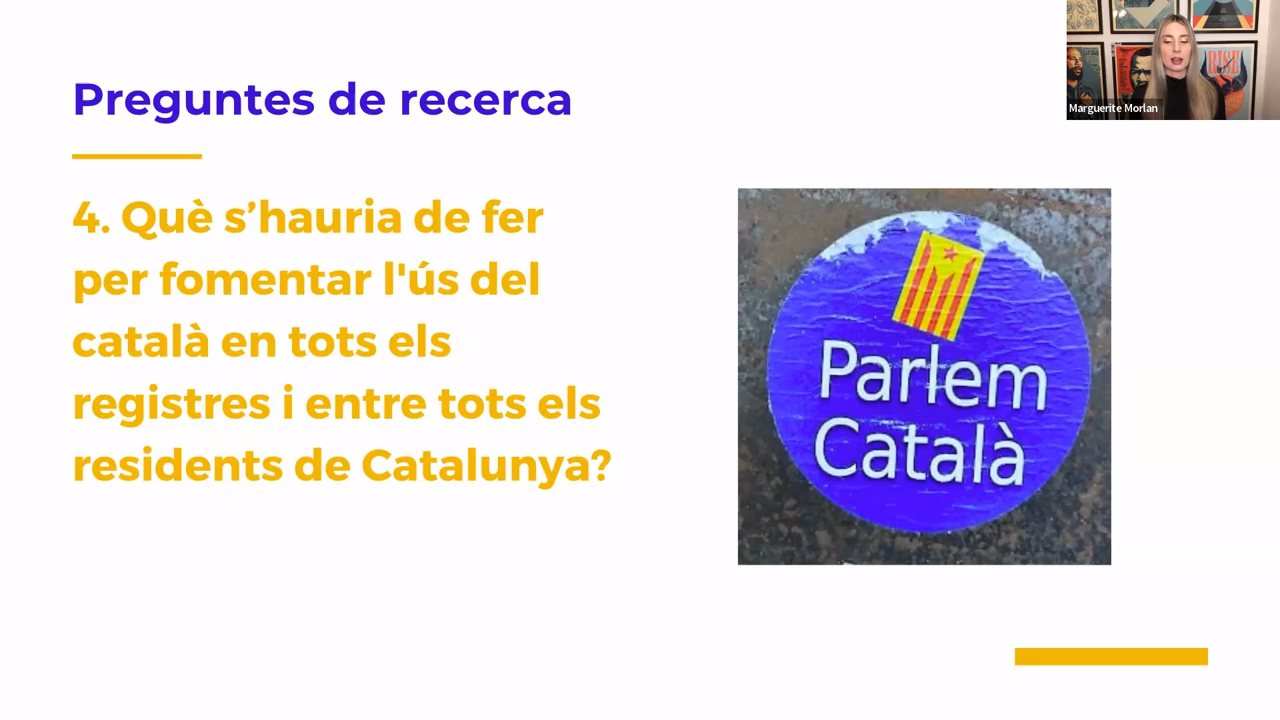 Preguntes de recerca
4. Què s’hauria de fer
per fomentar l'ús del
català en tots els
registres i entre tots els
residents de Catalunya?
Parlem
Català
RISE
Marguerite Morlan